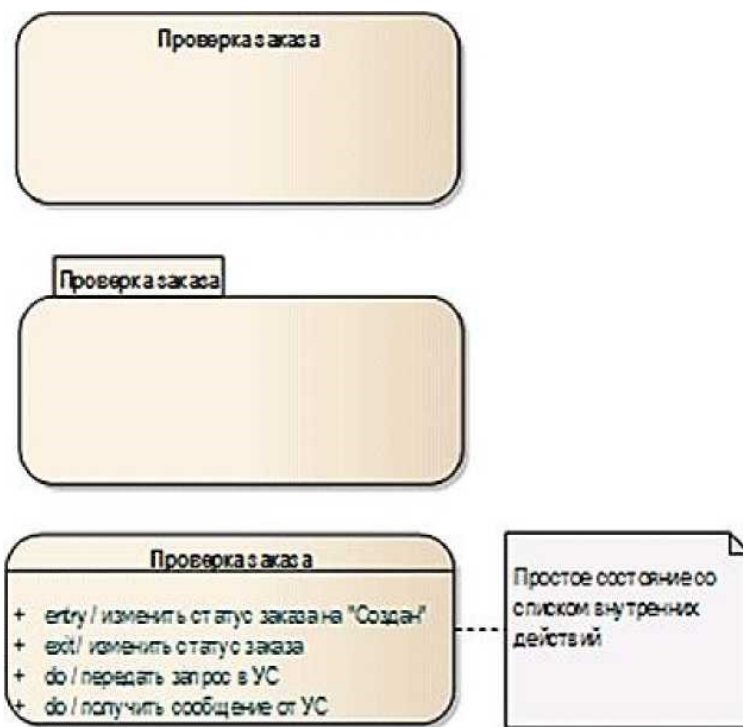 Проверка заказа
Проверка заказа
Проверка заказа
+ entry / изменить статус заказа на "Создан"
+ exit / изменить статус заказа
+ do / передать запрос в УС
+ do / получить сообщение от УС
Простое состояние со
списком внутренних
действий